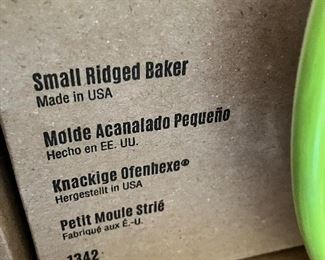 Small Ridged Baker
Made in USA
Molde Acanalado Pequeño
Hecho en EE. UU.
Knackige Ofenhexe®
Hergestellt in USA
Petit Moule Strié
Fabriqué aux É.-U.
1342